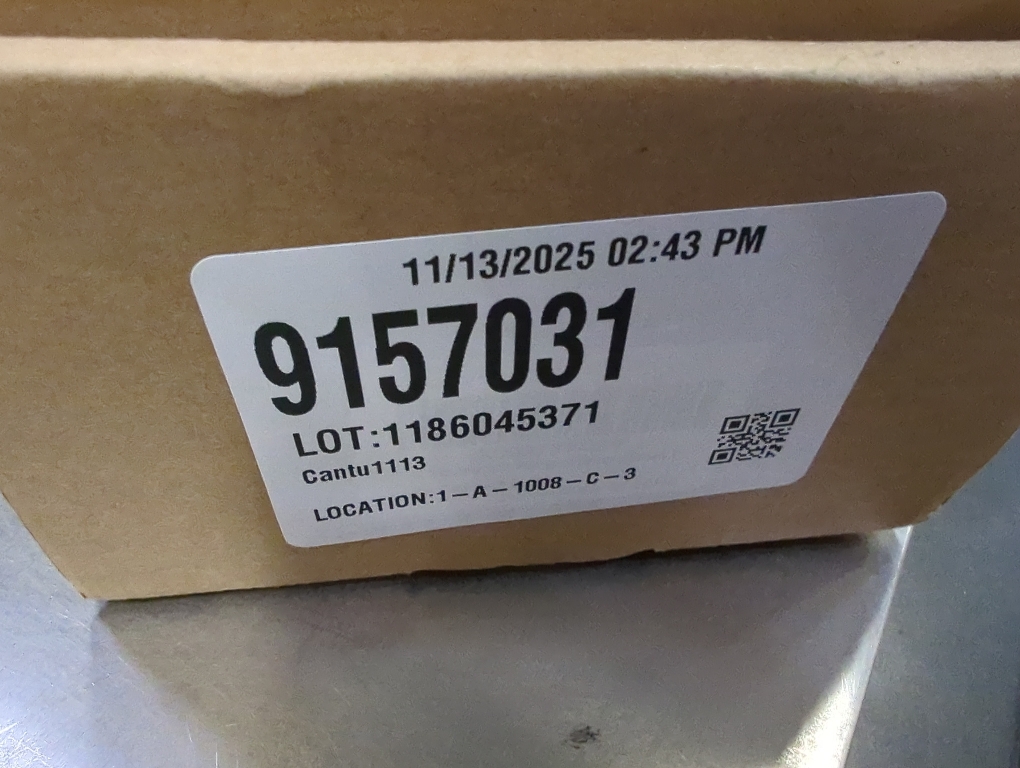 11/13/2025 02:43 PM
9157031
LOT:1186045371
Cantu1113
LOCATION:1-A-1008-C-3